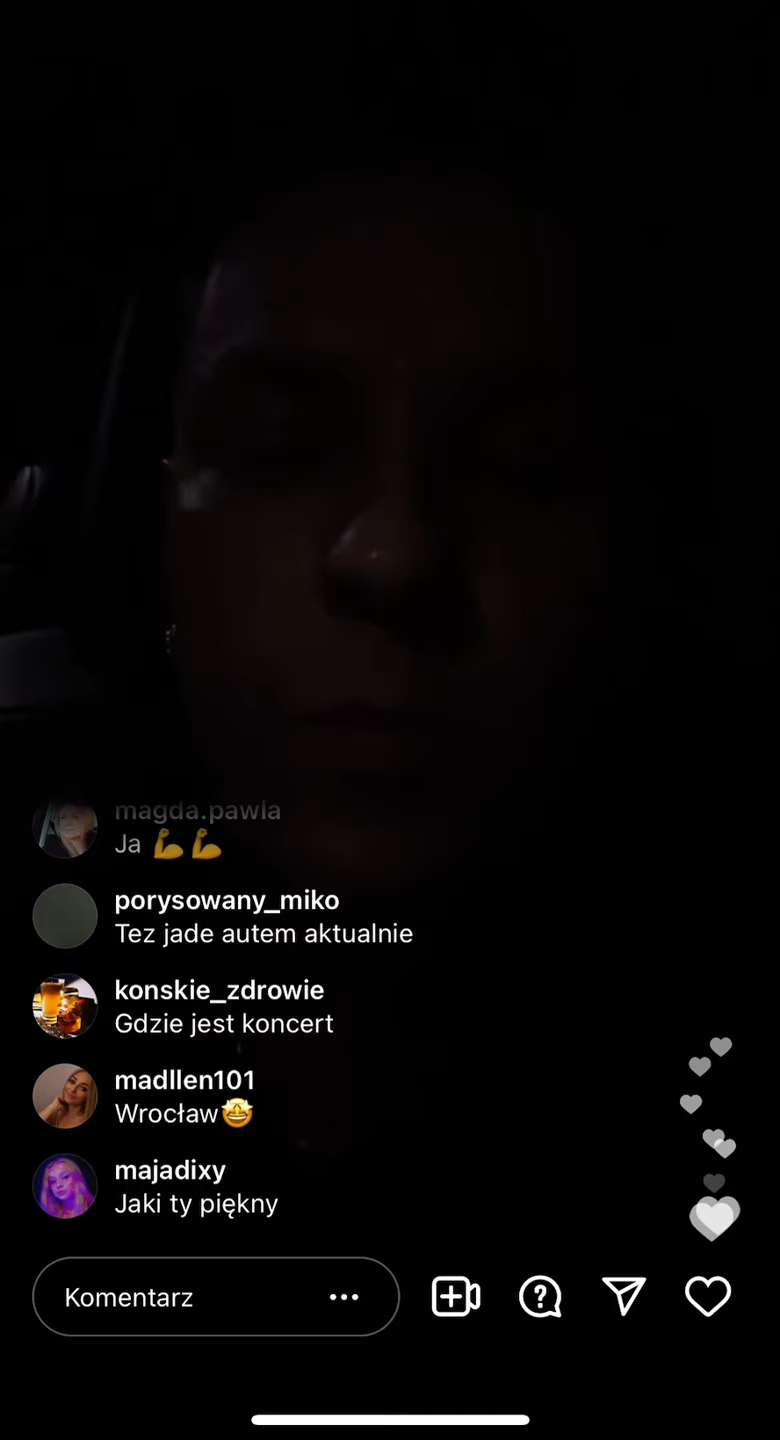 magda.pawla
Ja 💪💪
porysowany_miko
Tez jade autem aktualnie
konskie_zdrowie
Gdzie jest koncert
madllen101
Wrocław🤩
majadixy
Jaki ty piękny
Komentarz